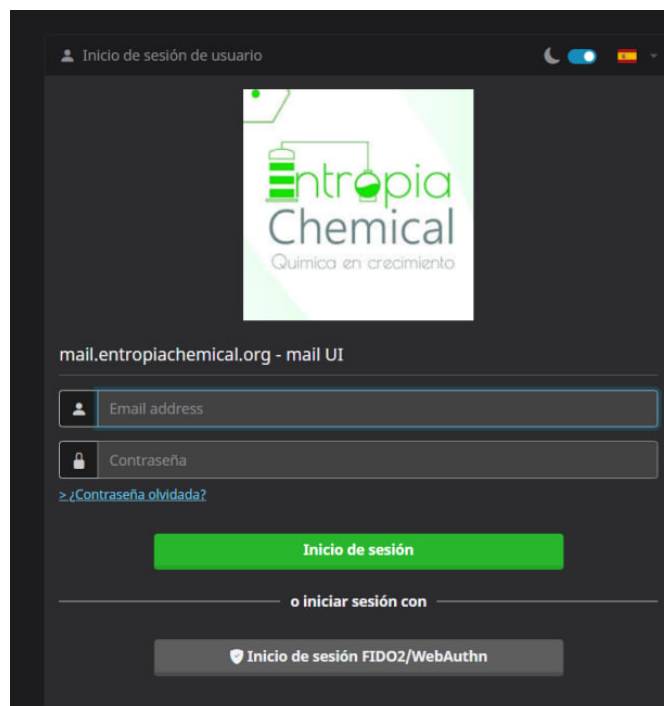 Inicio de sesión de usuario
Entropia
Chemical
Quimica en crecimiento
mail.entropiachemical.org - mail UI
Email address
Contraseña
> ¿Contraseña olvidada?
Inicio de sesión
o iniciar sesión con
Inicio de sesión FIDO2/WebAuthn